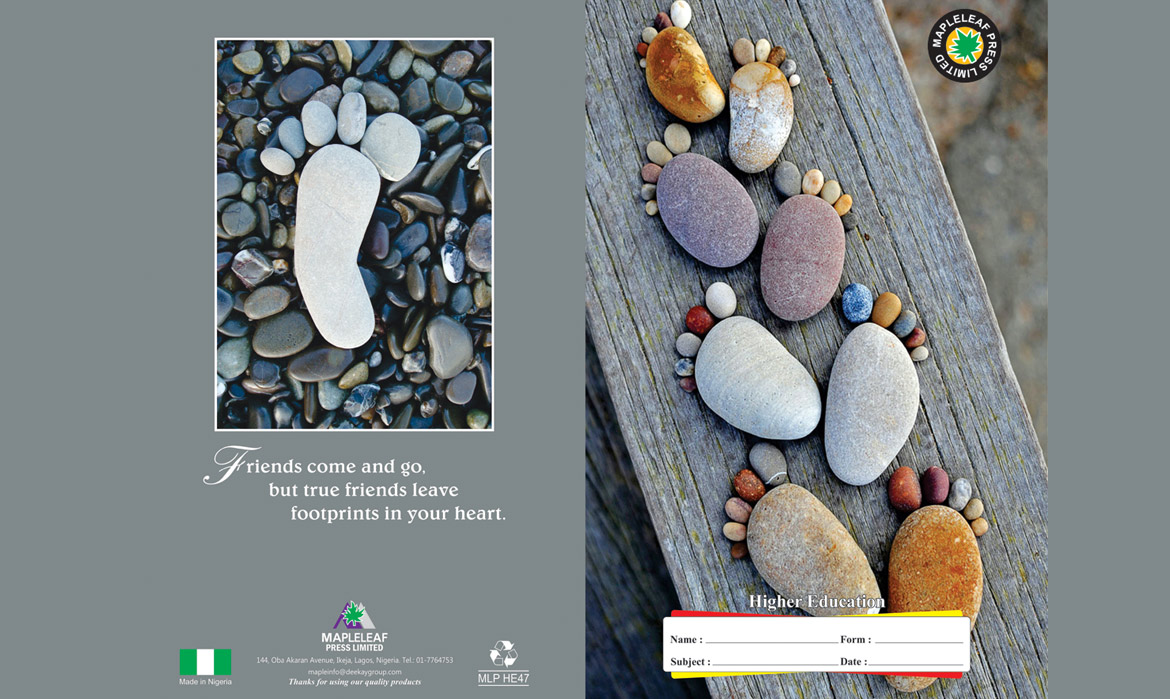 Friends come and go,
but true friends leave
footprints in your heart.
MAPLELEAF
PRESS LIMITED
144, Oba Akaran Avenue, Ikeja, Lagos, Nigeria. Tel.: 01-7764753
mapleinfo@deekaygroup.com
Thanks for using our quality products
Made in Nigeria
MLP HE47
MAPLELEAF PRESS LIMITED
Higher Education
Name : Form :
Subject : Date :